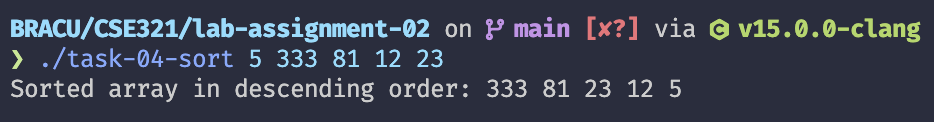 BRACU/CSE321/lab-assignment-02 on main [✘?] via C v15.0.0-clang
❯ ./task-04-sort 5 333 81 12 23
Sorted array in descending order: 333 81 23 12 5